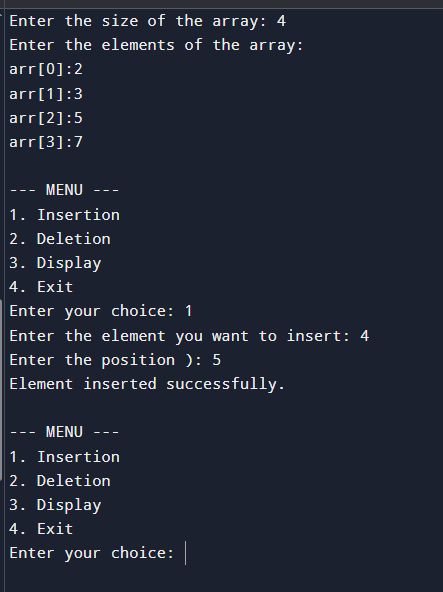 Enter the size of the array: 4
Enter the elements of the array:
arr[0]:2
arr[1]:3
arr[2]:5
arr[3]:7
--- MENU ---
1. Insertion
2. Deletion
3. Display
4. Exit
Enter your choice: 1
Enter the element you want to insert: 4
Enter the position ): 5
Element inserted successfully.
--- MENU ---
1. Insertion
2. Deletion
3. Display
4. Exit
Enter your choice: